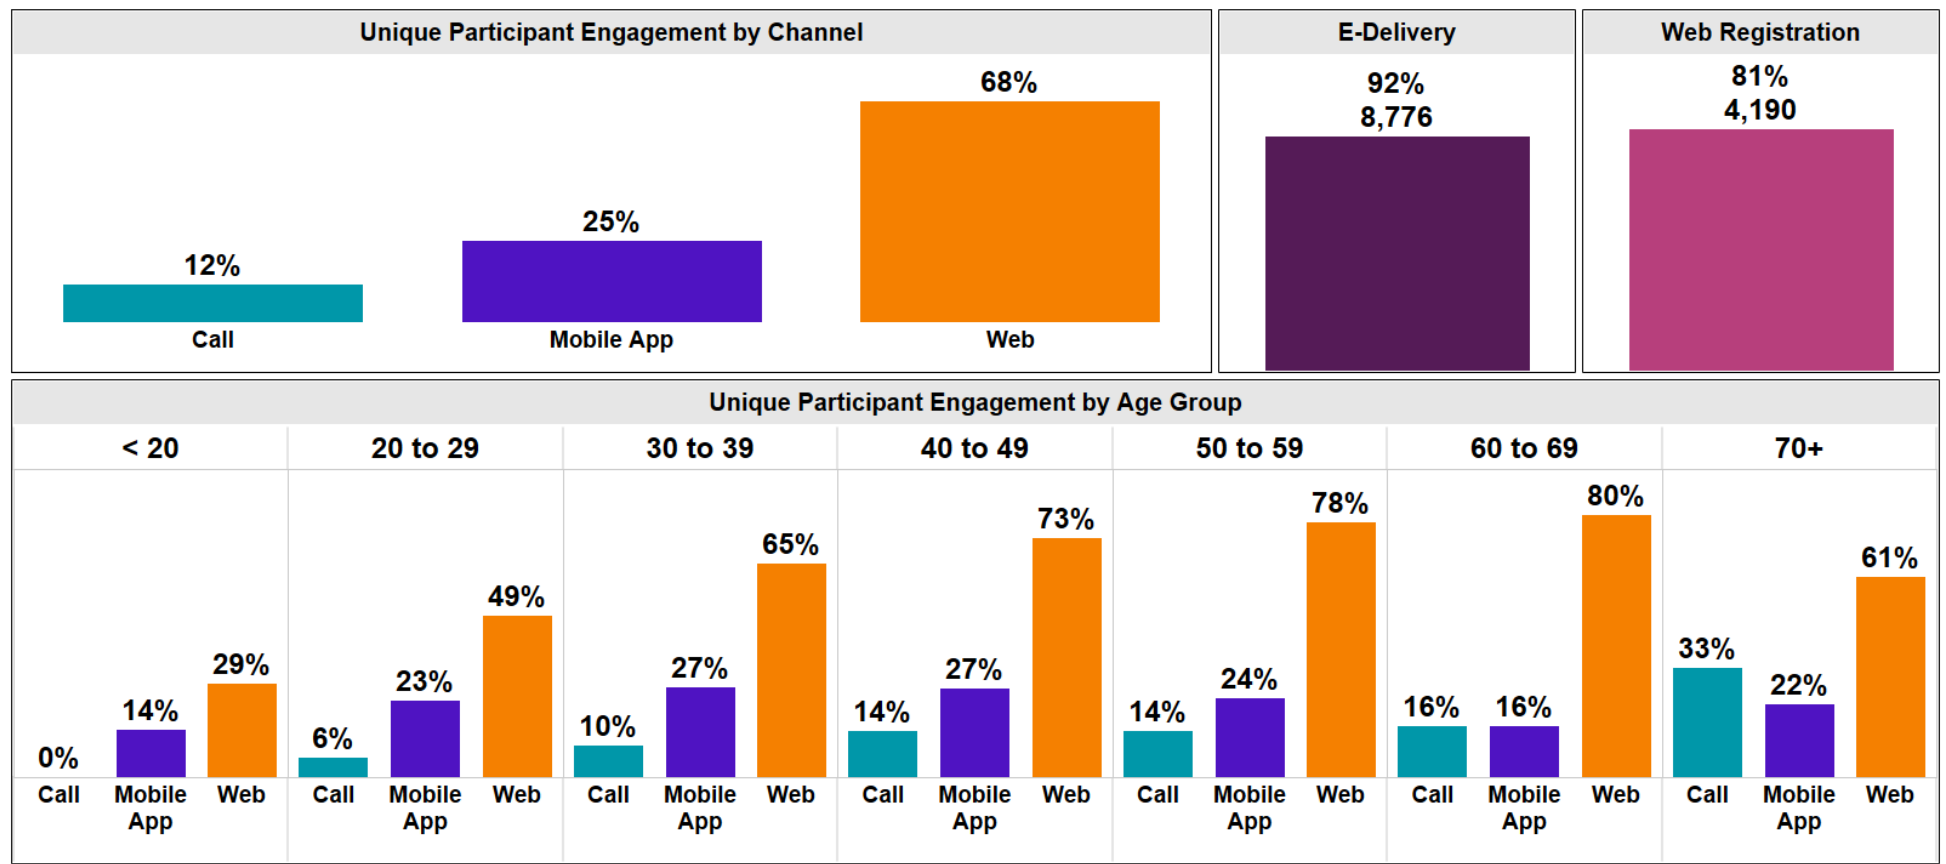 Unique Participant Engagement by Channel
12%
Call
25%
Mobile App
68%
Web
E-Delivery
92%
8,776
Web Registration
81%
4,190
Unique Participant Engagement by Age Group
< 20
0%
Call
14%
Mobile
App
29%
Web
20 to 29
6%
Call
23%
Mobile
App
49%
Web
30 to 39
10%
Call
27%
Mobile
App
65%
Web
40 to 49
14%
Call
27%
Mobile
App
73%
Web
50 to 59
14%
Call
24%
Mobile
App
78%
Web
60 to 69
16%
Call
16%
Mobile
App
80%
Web
70+
33%
Call
22%
Mobile
App
61%
Web